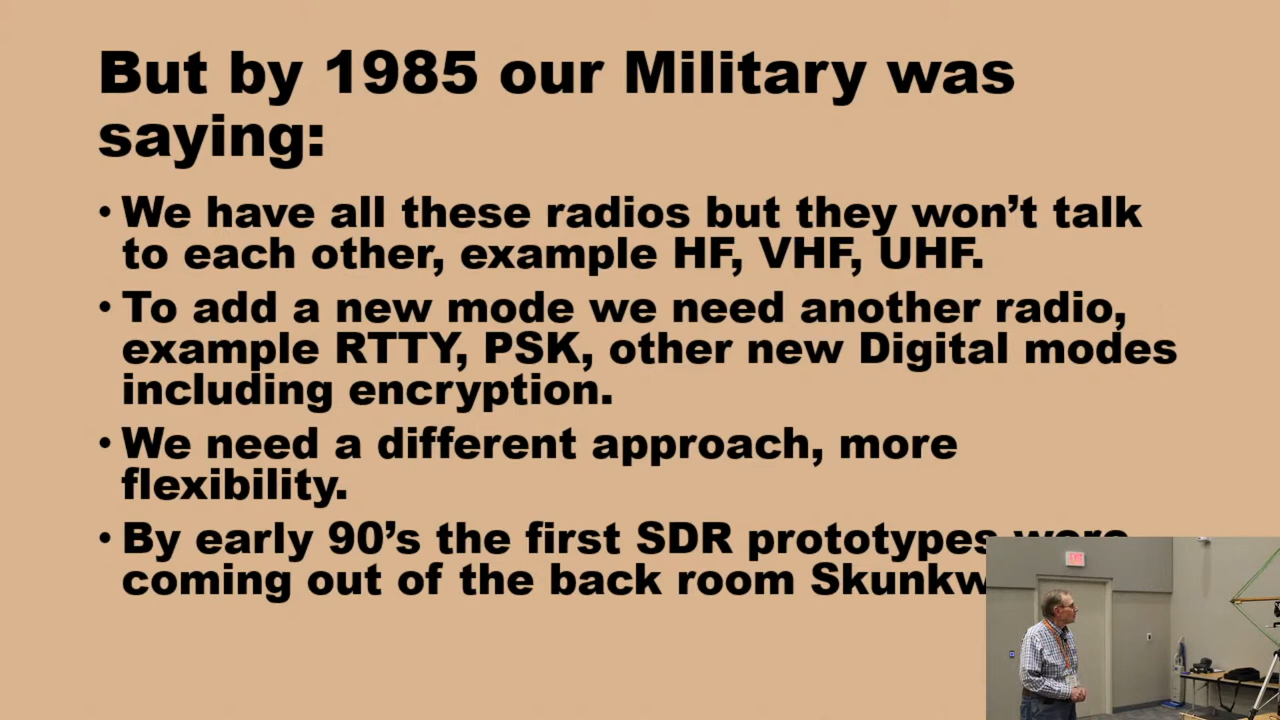 But by 1985 our Military was
saying:
• We have all these radios but they won’t talk
to each other, example HF, VHF, UHF.
• To add a new mode we need another radio,
example RTTY, PSK, other new Digital modes
including encryption.
• We need a different approach, more
flexibility.
• By early 90’s the first SDR prototypes were
coming out of the back room
EXIT